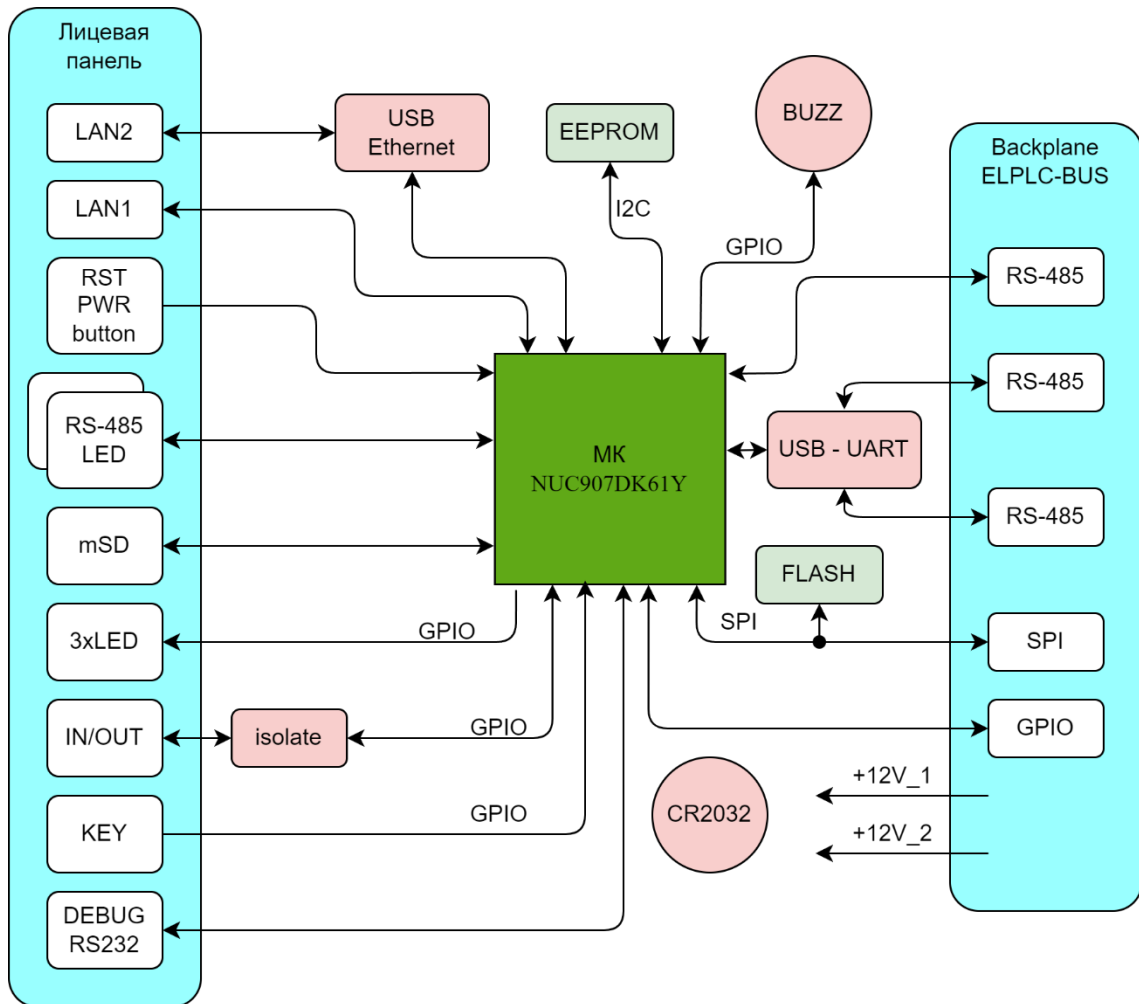 Лицевая
панель
LAN2
LAN1
RST
PWR
button
RS-485
LED
mSD
3xLED
IN/OUT
KEY
DEBUG
RS232
USB
Ethernet
EEPROM
BUZZ
I2C
GPIO
МК
NUC907DK61Y
USB - UART
FLASH
SPI
GPIO
isolate
GPIO
GPIO
CR2032
+12V_1
+12V_2
Backplane
ELPLC-BUS
RS-485
RS-485
RS-485
SPI
GPIO